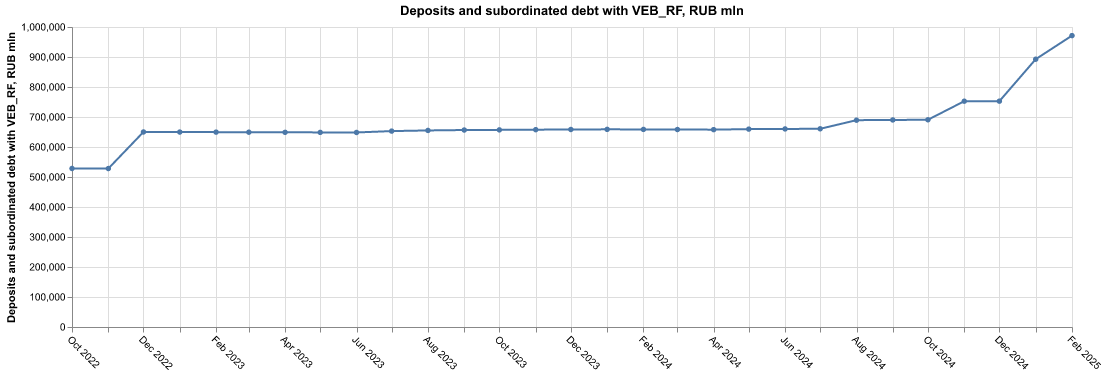 Deposits and subordinated debt with VEB_RF, RUB mln
Deposits and subordinated debt with VEB_RF, RUB mln
1,000,000
900,000
800,000
700,000
600,000
500,000
400,000
300,000
200,000
100,000
0
Oct 2022
Dec 2022
Feb 2023
Apr 2023
Jun 2023
Aug 2023
Oct 2023
Dec 2023
Feb 2024
Apr 2024
Jun 2024
Aug 2024
Oct 2024
Dec 2024
Feb 2025